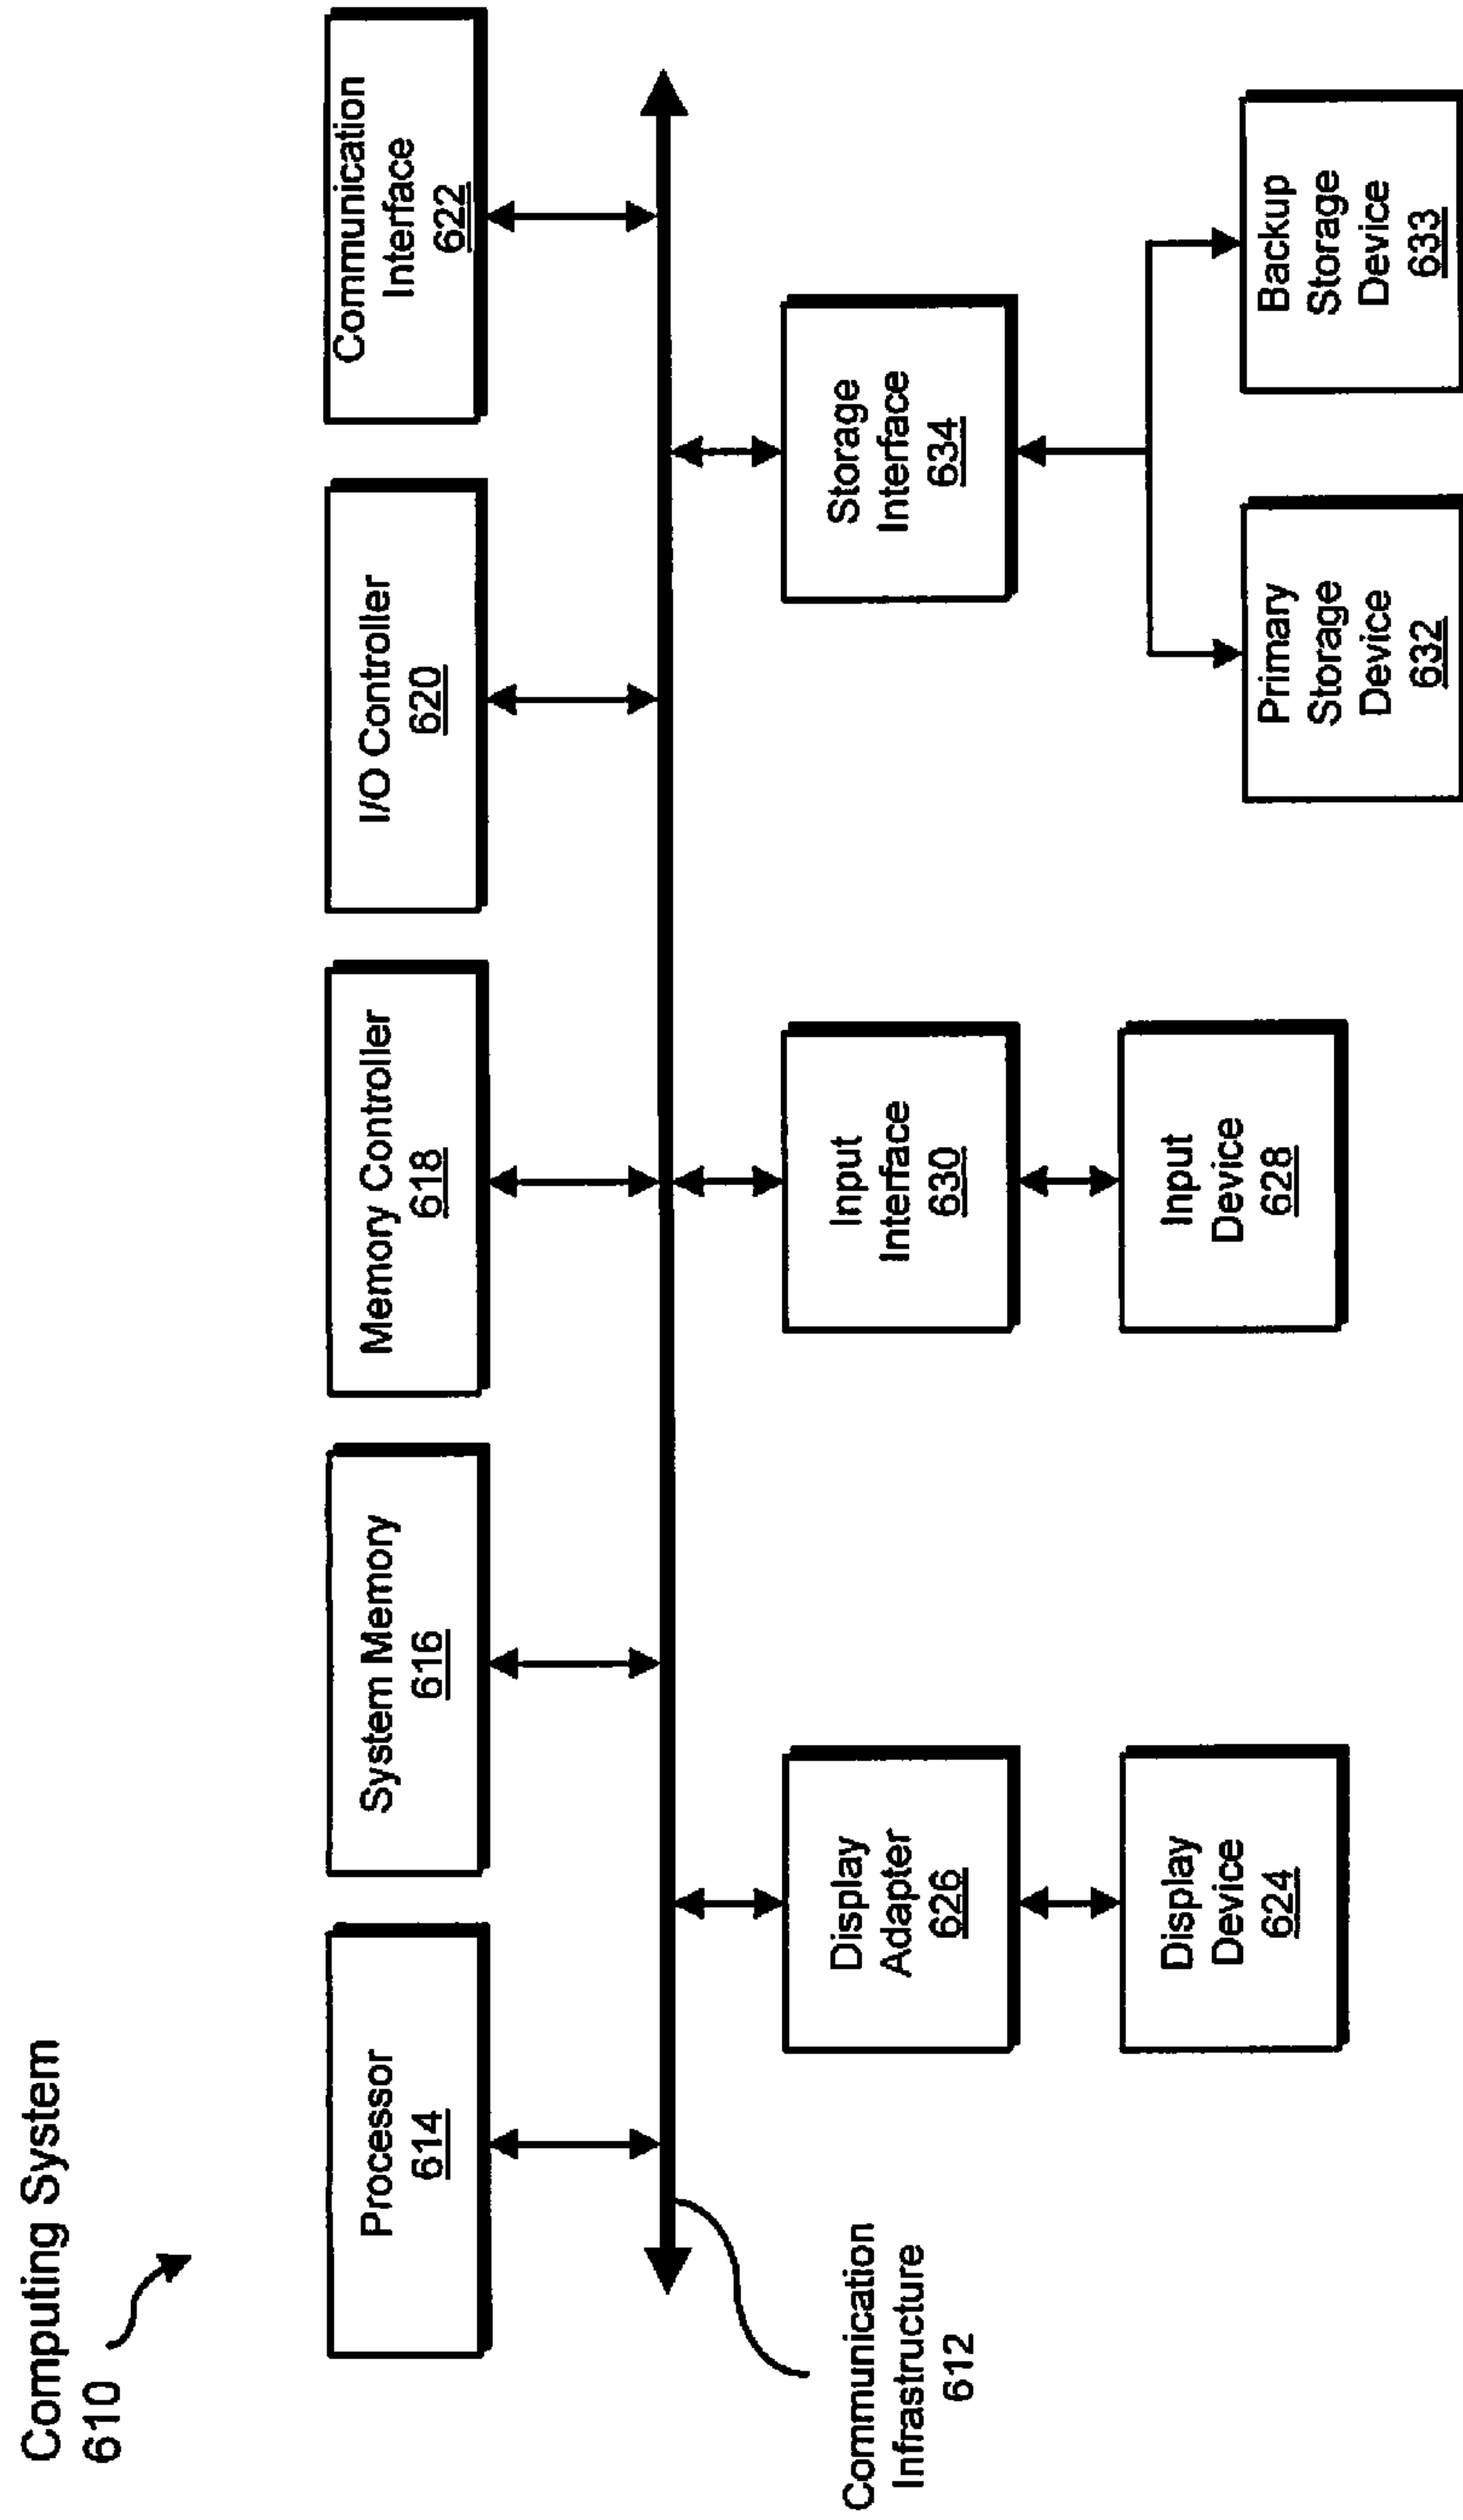 Computing System
610
Processor
614
System Memory
616
Memory Controller
618
I/O Controller
620
Communication
Interface
622
Communication
Infrastructure
612
Display
Adapter
626
Input
Interface
630
Storage
Interface
634
Display
Device
624
Input
Device
628
Primary
Storage
Device
632
Backup
Storage
Device
633